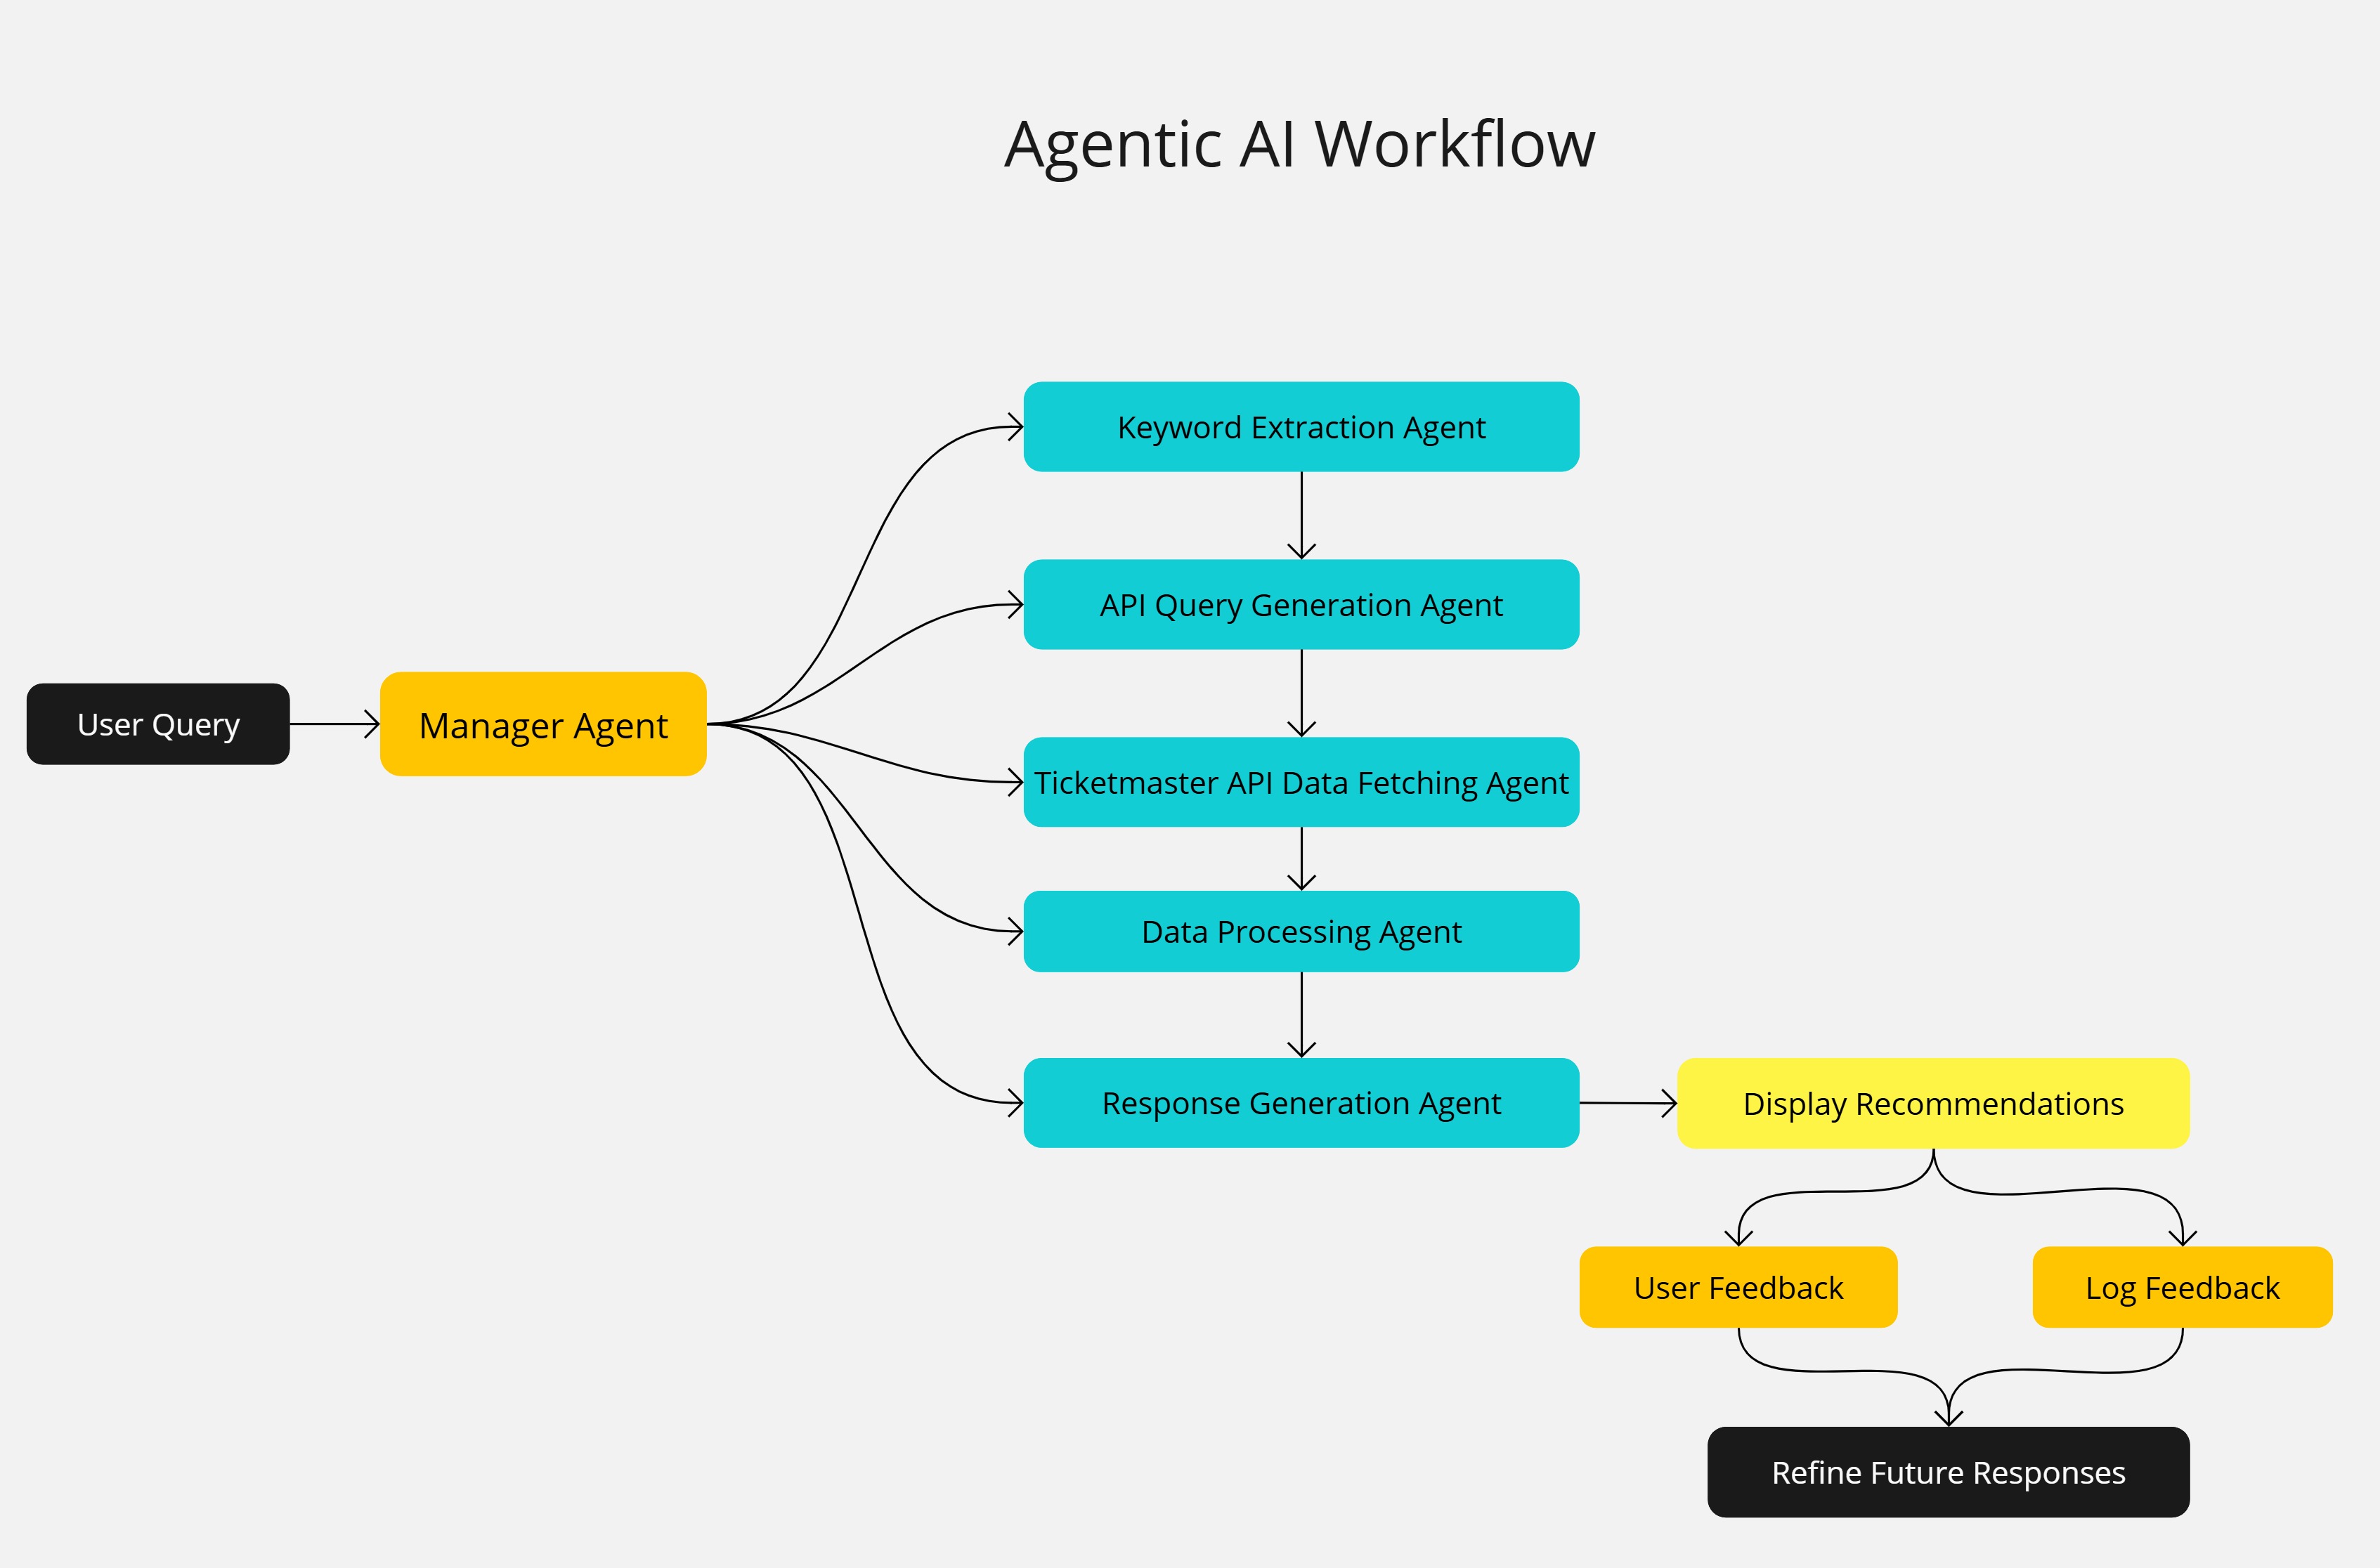 Agentic AI Workflow
User Query
Manager Agent
Keyword Extraction Agent
API Query Generation Agent
Ticketmaster API Data Fetching Agent
Data Processing Agent
Response Generation Agent
Display Recommendations
User Feedback
Log Feedback
Refine Future Responses